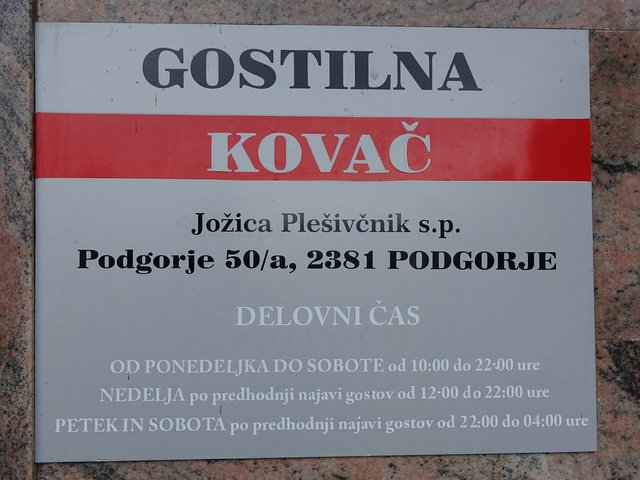 GOSTILNA
KOVAČ
Jožica Plešivčnik s.p.
Podgorje 50/a, 2381 PODGORJE
DELOVNI ČAS
OD PONEDELJKA DO SOBOTE od 10:00 do 22:00 ure
NEDELJA po predhodnji najavi gostov od 12:00 do 22:00 ure
PETEK IN SOBOTA po predhodnji najavi gostov od 22:00 do 04:00 ure